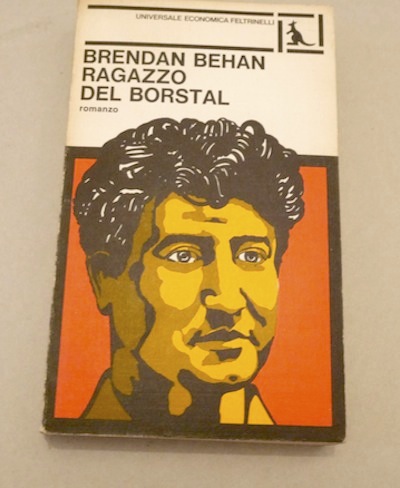 UNIVERSALE ECONOMICA FELTRINELLI
BRENDAN BEHAN
RAGAZZO
DEL BORSTAL
romanzo